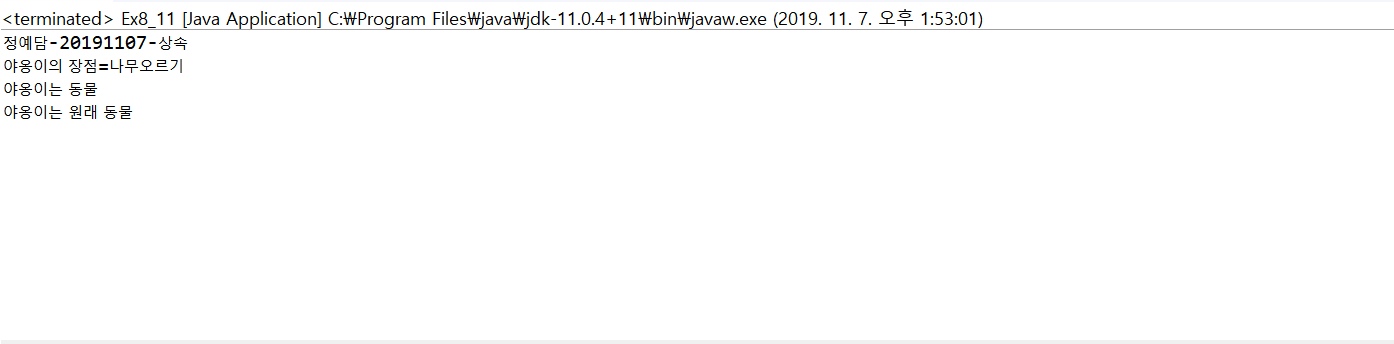 <terminated> Ex8_11 [Java Application] C:₩Program Files₩java₩jdk-11.0.4+11₩bin₩javaw.exe (2019. 11. 7. 오후 1:53:01)
정예담-20191107-상속
야옹이의 장점=나무오르기
야옹이는 동물
야옹이는 원래 동물